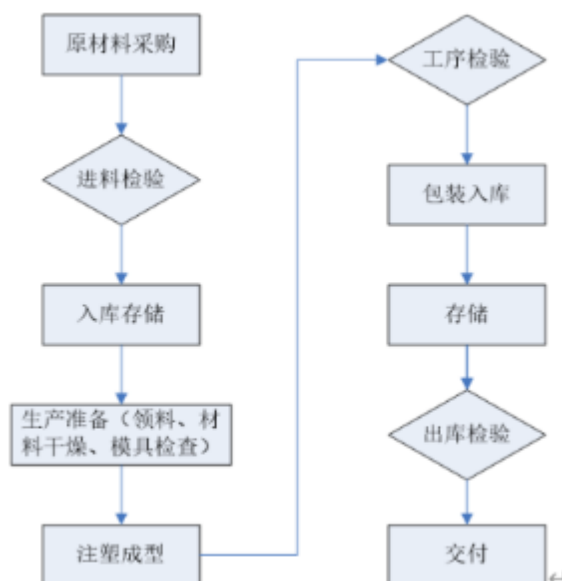 原材料采购
进料检验
入库存储
生产准备（领料、材
料干燥、模具检查）
注塑成型
工序检验
包装入库
存储
出库检验
交付